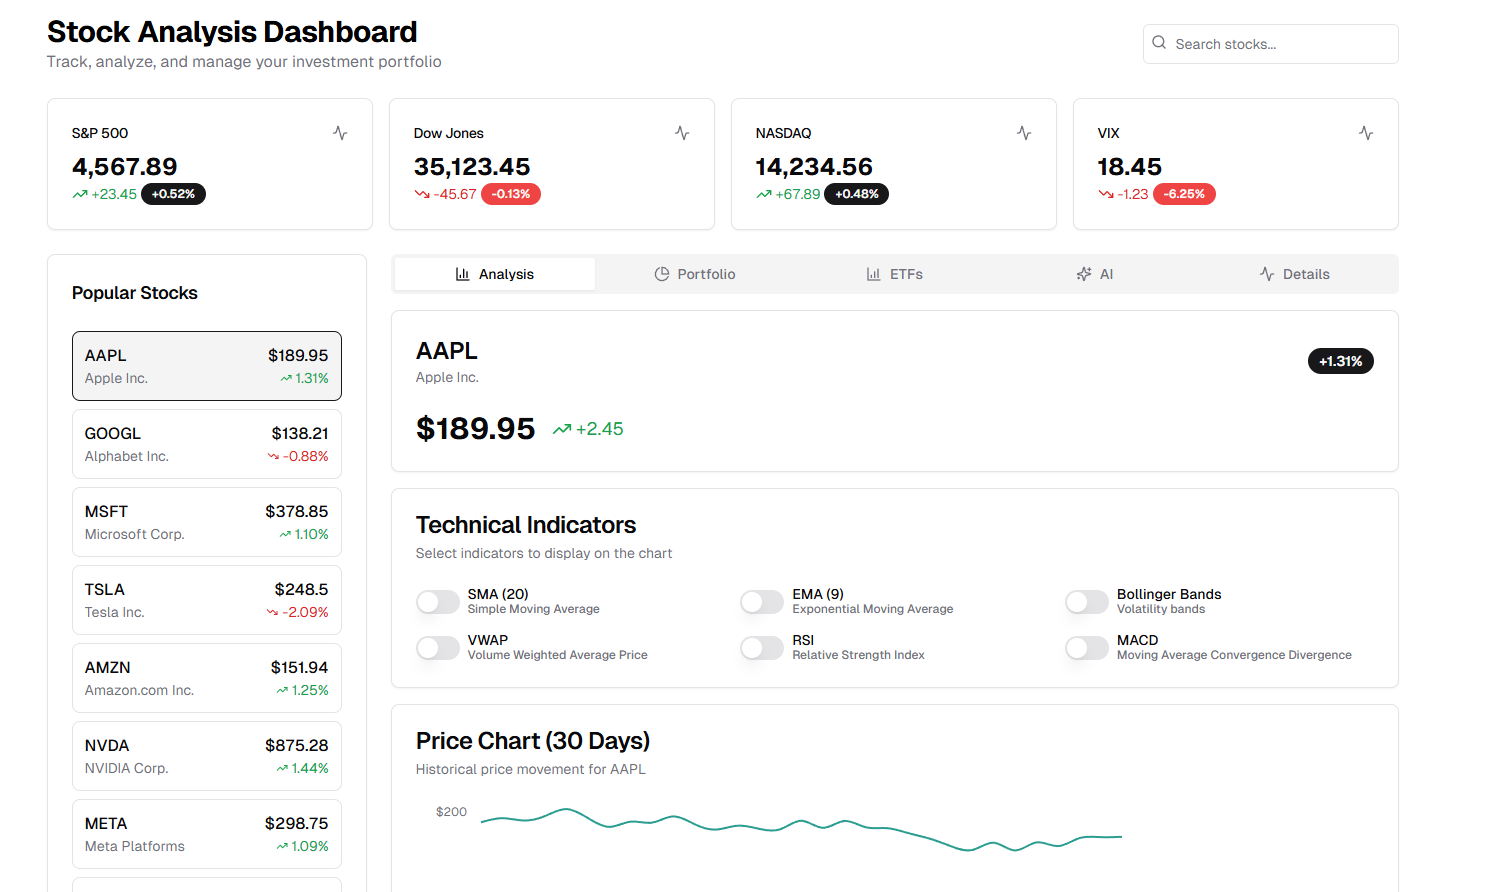 Stock Analysis Dashboard
Track, analyze, and manage your investment portfolio
Search stocks...
S&P 500
4,567.89
+23.45 +0.52%
Dow Jones
35,123.45
-45.67 -0.13%
NASDAQ
14,234.56
+67.89 +0.48%
VIX
18.45
-1.23 -6.25%
Popular Stocks
AAPL $189.95
Apple Inc. 1.31%
GOOGL $138.21
Alphabet Inc. -0.88%
MSFT $378.85
Microsoft Corp. 1.10%
TSLA $248.5
Tesla Inc. -2.09%
AMZN $151.94
Amazon.com Inc. 1.25%
NVDA $875.28
NVIDIA Corp. 1.44%
META $298.75
Meta Platforms 1.09%
Analysis Portfolio ETFs AI Details
AAPL
Apple Inc.
+1.31%
$189.95 +2.45
Technical Indicators
Select indicators to display on the chart
SMA (20)
Simple Moving Average
EMA (9)
Exponential Moving Average
Bollinger Bands
Volatility bands
VWAP
Volume Weighted Average Price
RSI
Relative Strength Index
MACD
Moving Average Convergence Divergence
Price Chart (30 Days)
Historical price movement for AAPL
$200